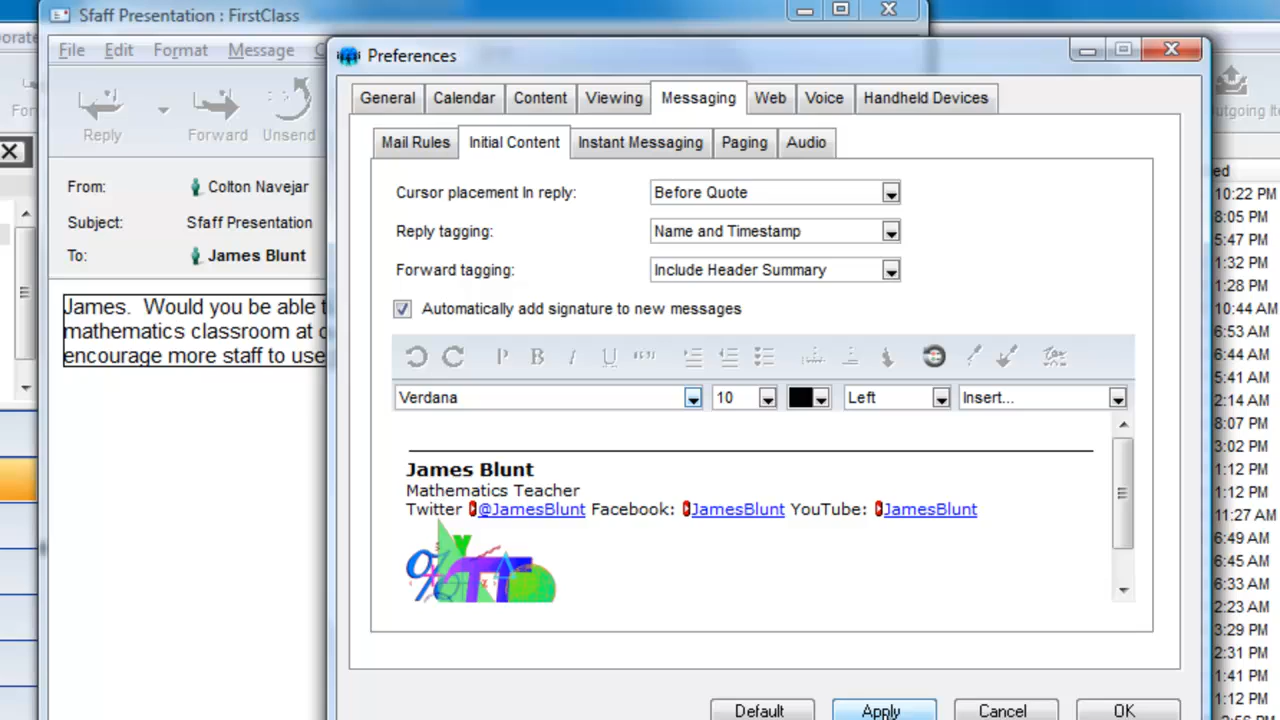 Sfaff Presentation : FirstClass
File Edit Format Message
Reply Forward Unsend
From: Colton Navejar
Subject: Sfaff Presentation
To: James Blunt
James. Would you be able
mathematics classroom at
encourage more staff to use
Preferences
General Calendar Content Viewing Messaging Web Voice Handheld Devices
Mail Rules Initial Content Instant Messaging Paging Audio
Cursor placement In reply: Before Quote
Reply tagging: Name and Timestamp
Forward tagging: Include Header Summary
Automatically add signature to new messages
Verdana 10 Left Insert...
James Blunt
Mathematics Teacher
Twitter @JamesBlunt Facebook: JamesBlunt YouTube: JamesBlunt
Default Apply Cancel OK
10:22 PM
8:05 PM
5:47 PM
1:32 PM
1:28 PM
10:44 AM
6:53 AM
6:44 AM
5:41 AM
2:14 AM
8:07 PM
3:02 PM
1:12 PM
1:12 PM
11:27 AM
6:49 AM
6:45 AM
6:33 AM
2:23 AM
3:29 PM
2:31 PM
1:41 PM
1:12 PM